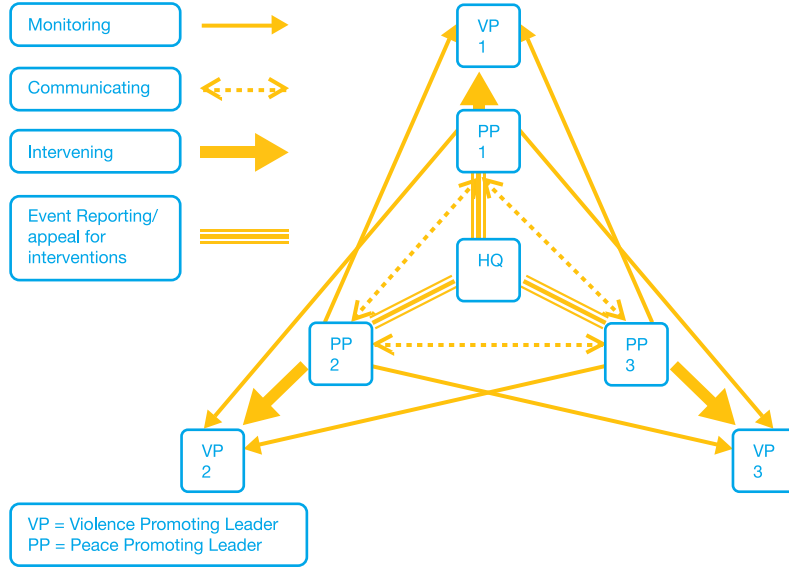 Monitoring
Communicating
Intervening
Event Reporting/
appeal for
interventions
VP
1
PP
1
HQ
PP
2
PP
3
VP
2
VP
3
VP = Violence Promoting Leader
PP = Peace Promoting Leader